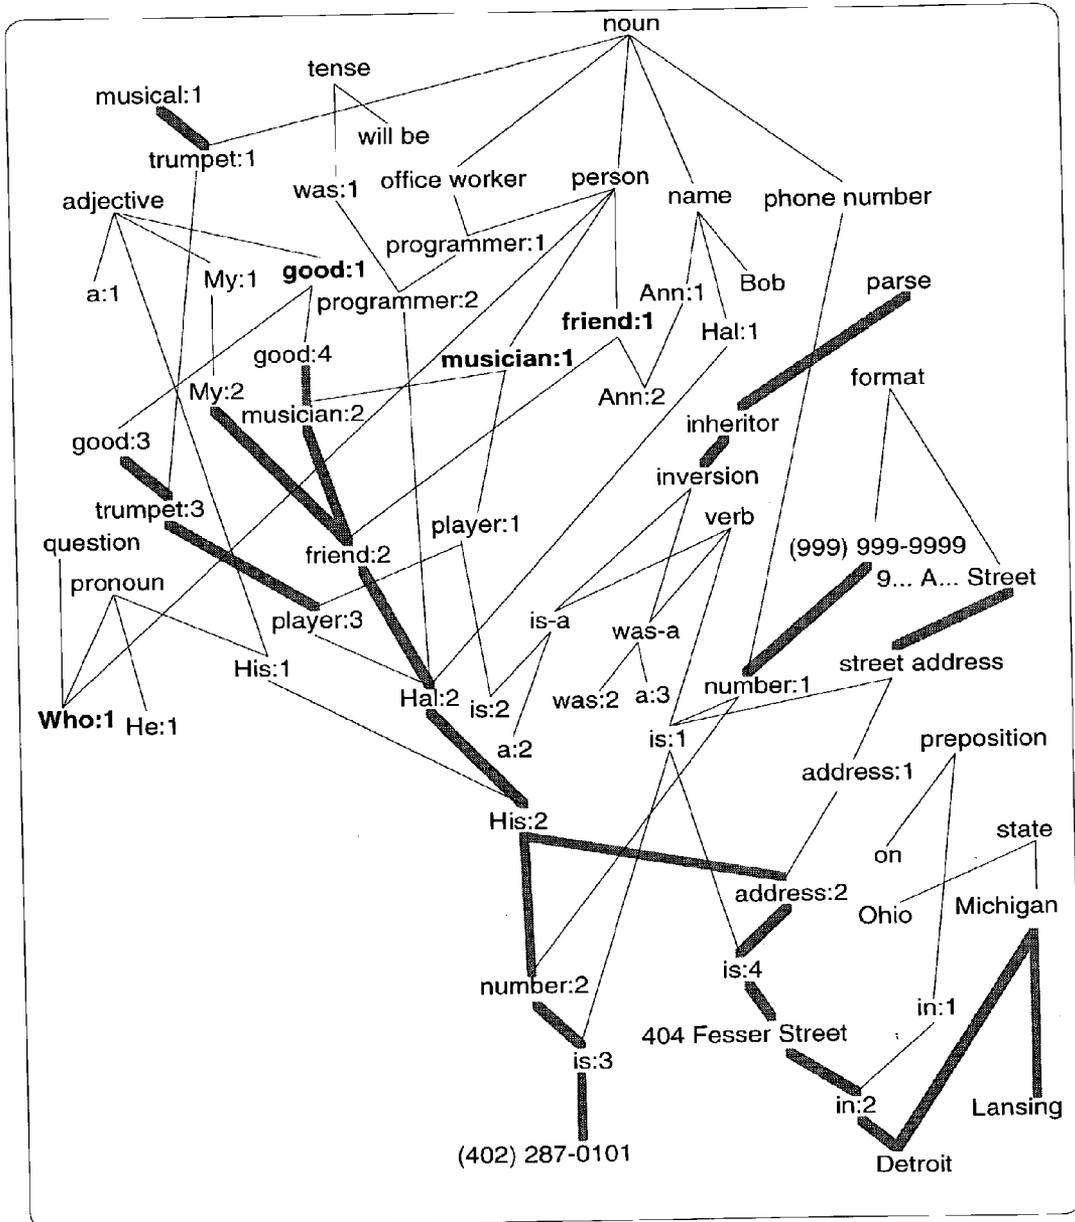 noun
tense
musical:1
will be
trumpet:1
office worker
person
was:1
name
phone number
adjective
programmer:1
good:1
My:1
a:1
programmer:2
Ann:1
Bob
parse
friend:1
Hal:1
good:4
musician:1
format
My:2
Ann:2
musician:2
inheritor
good:3
inversion
trumpet:3
player:1
verb
question
friend:2
(999) 999-9999
pronoun
9... A... Street
player:3
is-a
was-a
His:1
street address
number:1
Hal:2
is:2
was:2
a:3
Who:1
He:1
is:1
preposition
a:2
address:1
His:2
state
on
address:2
Ohio
Michigan
is:4
number:2
in:1
404 Fesser Street
is:3
in:2
Lansing
(402) 287-0101
Detroit